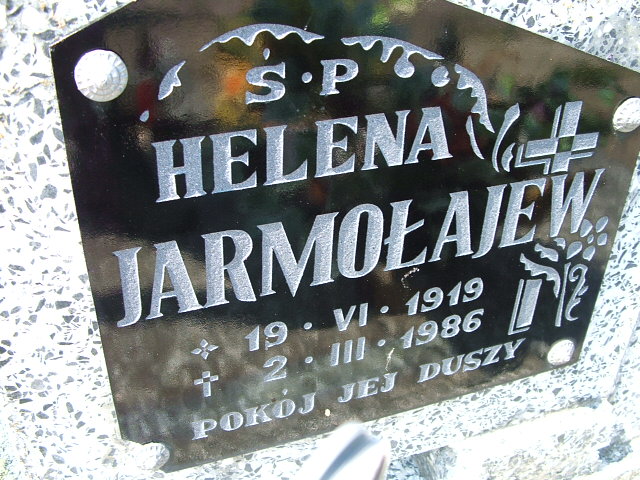 Ś.P
HELENA
JARMOŁAJEW
19. VI. 1919
2. III. 1986
POKÓJ JEJ DUSZY